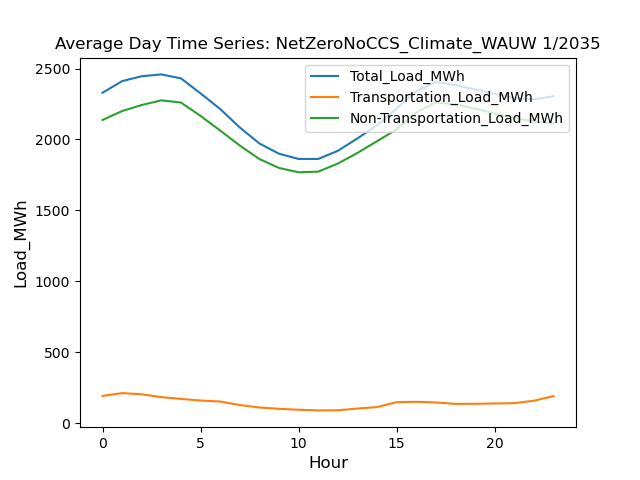 Average Day Time Series: NetZeroNoCCS_Climate_WAUW 1/2035
2500
2000
1500
1000
500
0
Load_MWh
Total_Load_MWh
Transportation_Load_MWh
Non-Transportation_Load_MWh
0 5 10 15 20
Hour